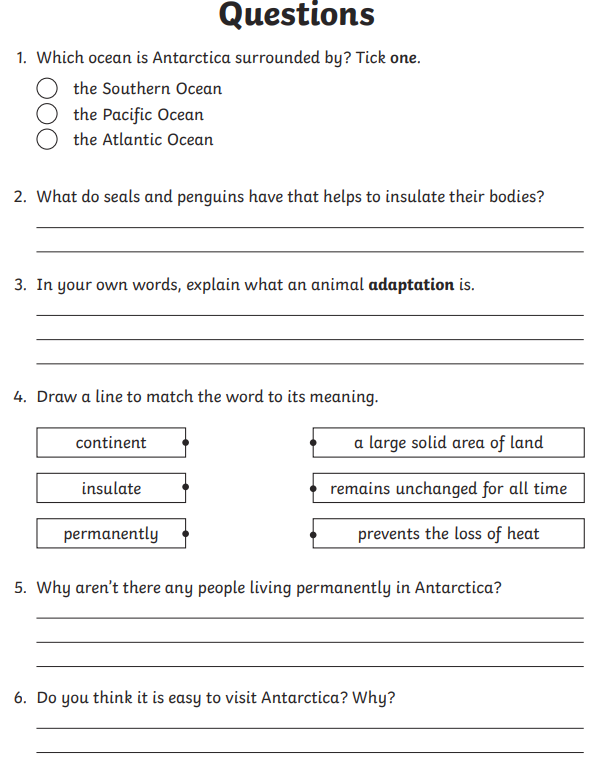 Questions
1. Which ocean is Antarctica surrounded by? Tick one.
the Southern Ocean
the Pacific Ocean
the Atlantic Ocean
2. What do seals and penguins have that helps to insulate their bodies?
3. In your own words, explain what an animal adaptation is.
4. Draw a line to match the word to its meaning.
continent a large solid area of land
insulate remains unchanged for all time
permanently prevents the loss of heat
5. Why aren't there any people living permanently in Antarctica?
6. Do you think it is easy to visit Antarctica? Why?